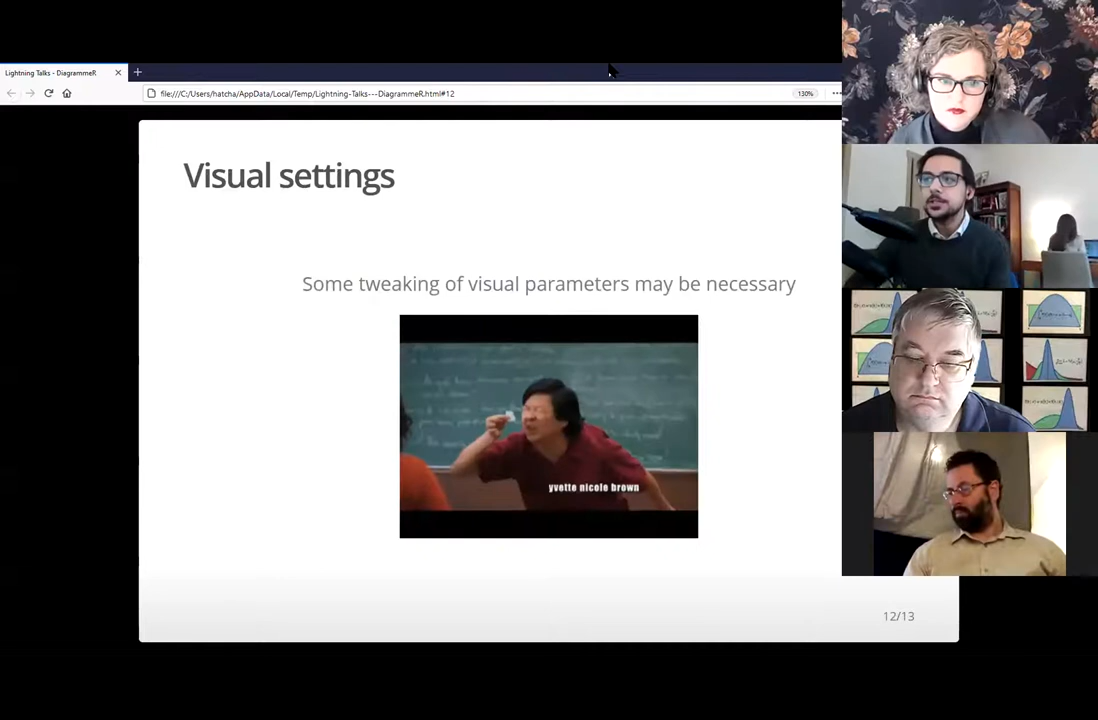 Lightning Talks - DiagrammeR
file:///C:/Users/hatcha/AppData/Local/Temp/Lightning-Talks---DiagrammeR.html#12
130%
Visual settings
Some tweaking of visual parameters may be necessary
yvette nicole brown
12/13